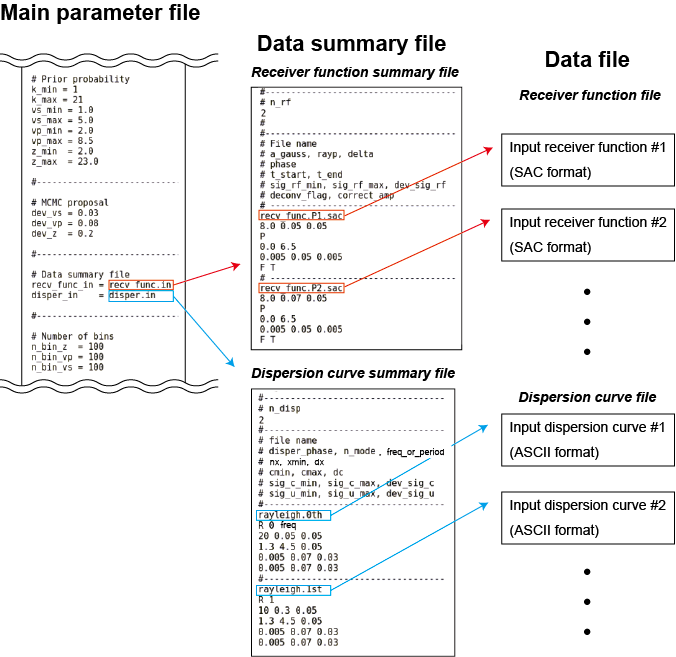 Main parameter file
# Prior probability
k_min = 1
k_max = 21
vs_min = 1.0
vs_max = 5.0
vp_min = 2.0
vp_max = 8.5
z_min = 2.0
z_max = 23.0
#---------------------------
# MCMC proposal
dev_vs = 0.03
dev_vp = 0.08
dev_z = 0.2
#---------------------------
# Data summary file
recv_func_in = recv_func.in
disper_in = disper.in
#---------------------------
# Number of bins
n_bin_z = 100
n_bin_vp = 100
n_bin_vs = 100
Data summary file
Receiver function summary file
#------------------------------------
# n_rf
2
#
#------------------------------------
# File name
# a_gauss, rayp, delta
# phase
# t_start, t_end
# sig_rf_min, sig_rf_max, dev_sig_rf
# deconv_flag, correct_amp
# -----------------------------------
recv_func.P1.sac
8.0 0.05 0.05
P
0.0 6.5
0.005 0.05 0.005
F T
# -----------------------------------
recv_func.P2.sac
8.0 0.07 0.05
P
0.0 6.5
0.005 0.05 0.005
F T
Dispersion curve summary file
#----------------------------------
# n_disp
2
#----------------------------------
# file name
# disper_phase, n_mode , freq_or_period
# nx, xmin, dx
# cmin, cmax, dc
# sig_c_min, sig_c_max, dev_sig_c
# sig_u_min, sig_u_max, dev_sig_u
#----------------------------------
rayleigh.0th
R 0 freq
20 0.05 0.05
1.3 4.5 0.05
0.005 0.07 0.03
0.005 0.07 0.03
#----------------------------------
rayleigh.1st
R 1
10 0.3 0.05
1.3 4.5 0.05
0.005 0.07 0.03
0.005 0.07 0.03
Data file
Receiver function file
Input receiver function #1
(SAC format)
Input receiver function #2
(SAC format)
Dispersion curve file
Input dispersion curve #1
(ASCII format)
Input dispersion curve #2
(ASCII format)